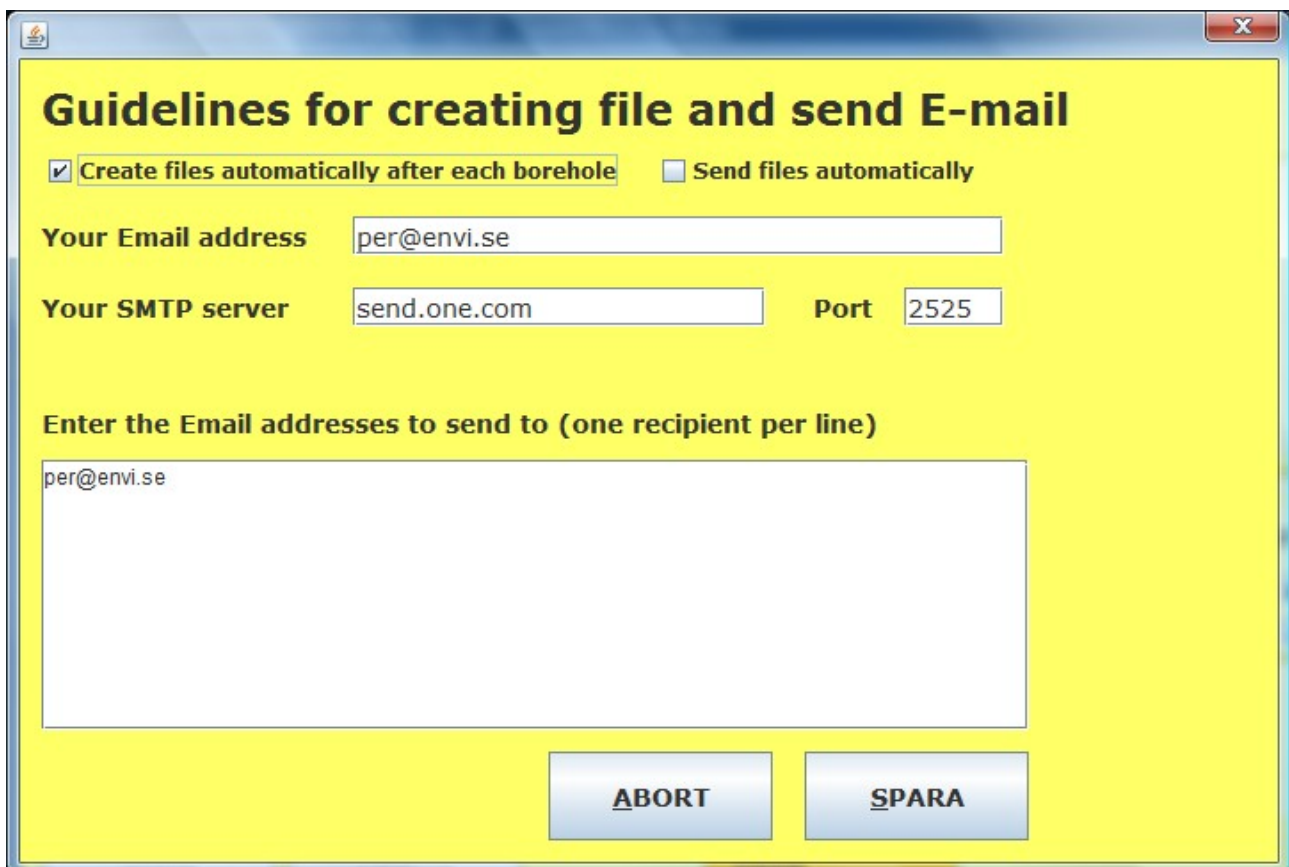 Guidelines for creating file and send E-mail
Create files automatically after each borehole Send files automatically
Your Email address per@envi.se
Your SMTP server send.one.com Port 2525
Enter the Email addresses to send to (one recipient per line)
per@envi.se
ABORT SPARA